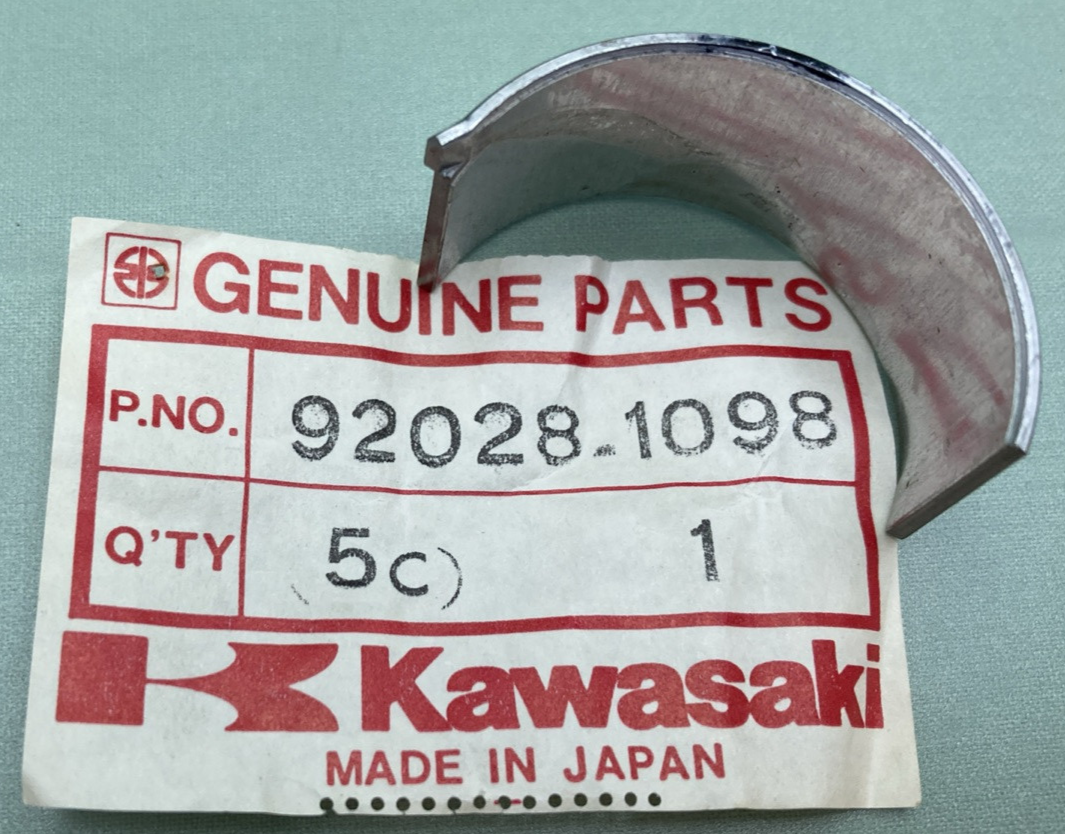 GENUINE PARTS
P.NO. 92028-1098
Q'TY (5C) 1
Kawasaki
MADE IN JAPAN